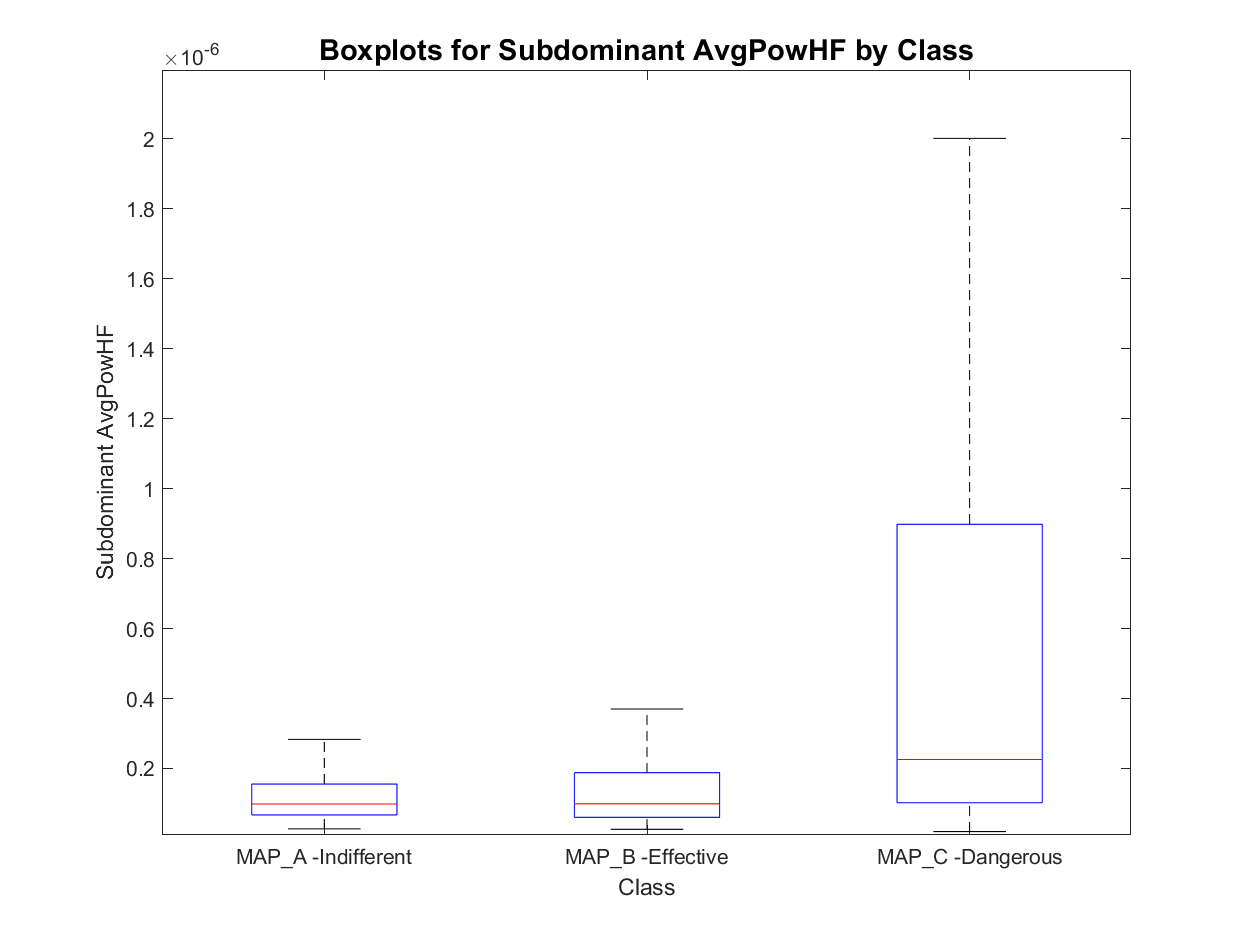 ×10-6
Boxplots for Subdominant AvgPowHF by Class
2
1.8
1.6
1.4
1.2
1
0.8
0.6
0.4
0.2
Subdominant AvgPowHF
MAP_A -Indifferent
MAP_B -Effective
MAP_C -Dangerous
Class